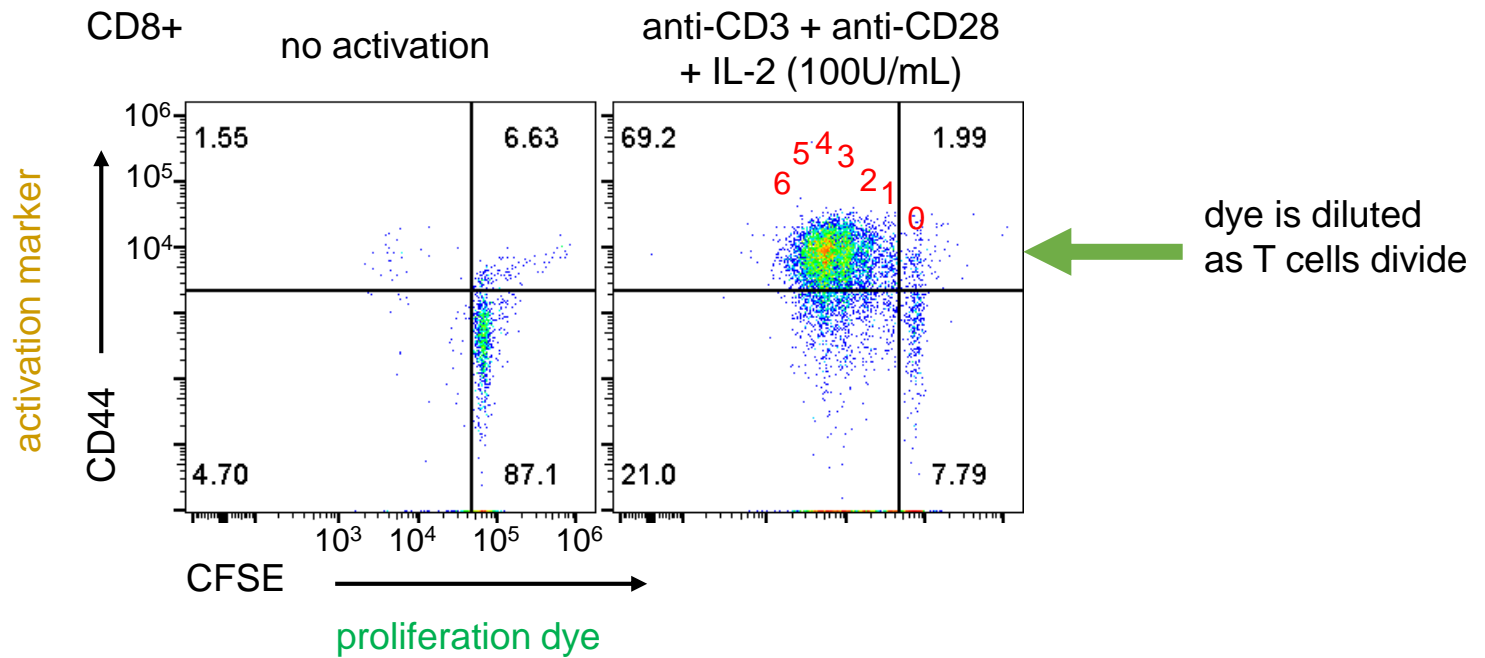 CD8+
no activation
anti-CD3 + anti-CD28
+ IL-2 (100U/mL)
10⁶
10⁵
10⁴
activation marker
CD44
1.55
6.63
4.70
87.1
69.2
1.99
21.0
7.79
6
5
4
3
2
1
0
dye is diluted
as T cells divide
10³ 10⁴ 10⁵ 10⁶
CFSE
proliferation dye